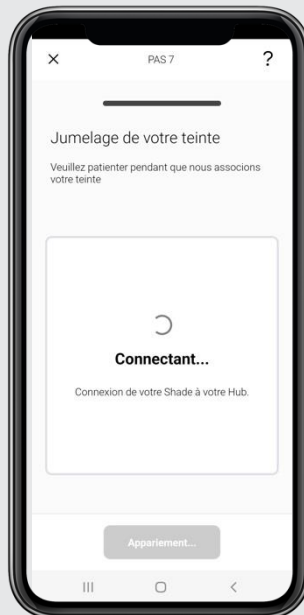 PAS 7
?
Jumelage de votre teinte
Veuillez patienter pendant que nous associons
votre teinte
Connectant...
Connexion de votre Shade à votre Hub.
Appariement...